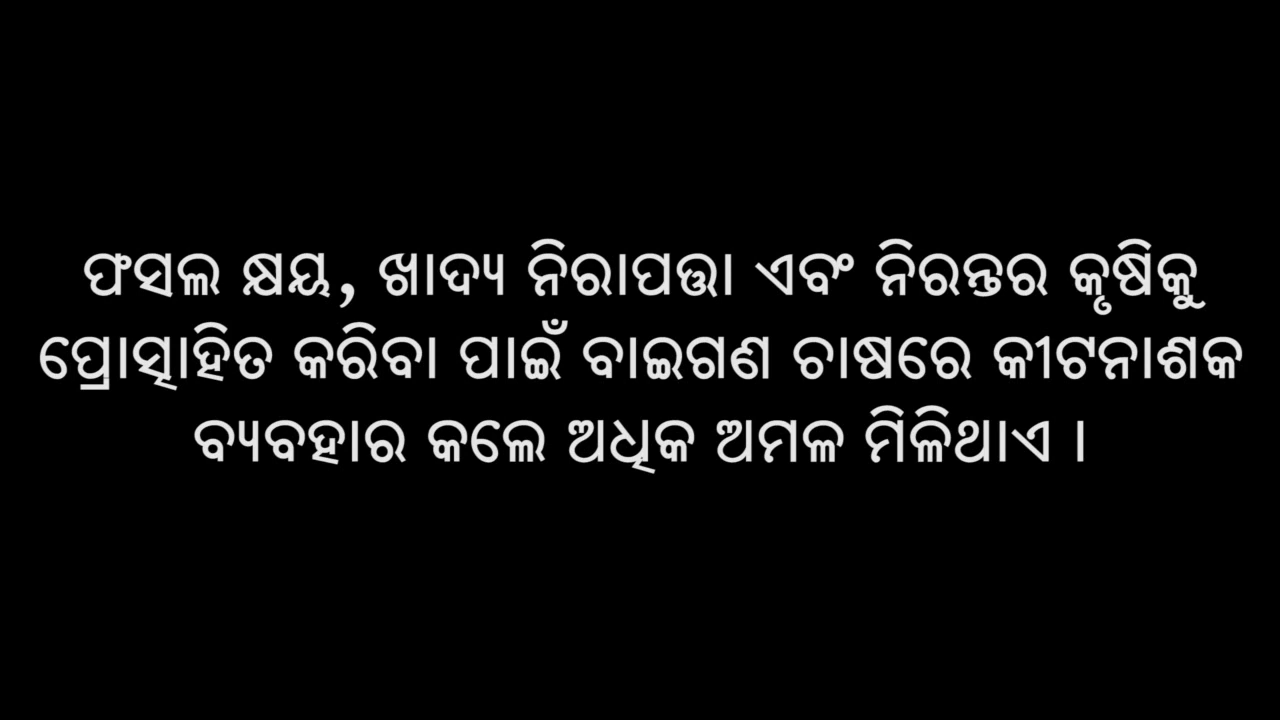 ଫସଲ କ୍ଷୟ, ଖାଦ୍ୟ ନିରାପତ୍ତା ଏବଂ ନିରନ୍ତର କୃଷିକୁ
ପ୍ରୋତ୍ସାହିତ କରିବା ପାଇଁ ବାଇଗଣ ଚାଷରେ କୀଟନାଶକ
ବ୍ୟବହାର କଲେ ଅଧିକ ଅମଳ ମିଳିଥାଏ ।